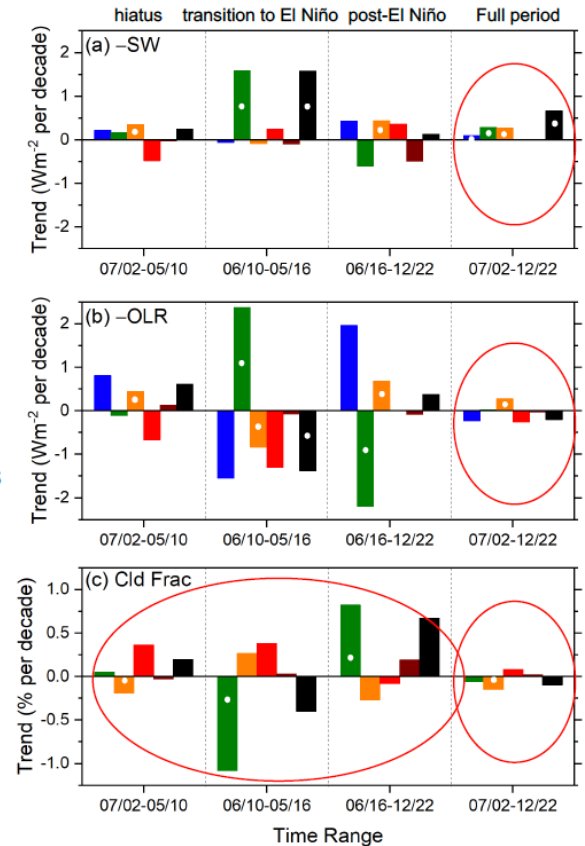 hiatus transition to El Niño post-El Niño Full period
(a) −SW
Trend (Wm⁻² per decade)
2
1
0
-1
-2
07/02-05/10 06/10-05/16 06/16-12/22 07/02-12/22
(b) −OLR
Trend (Wm⁻² per decade)
2
1
0
-1
-2
07/02-05/10 06/10-05/16 06/16-12/22 07/02-12/22
(c) Cld Frac
Trend (% per decade)
1.0
0.5
0.0
-0.5
-1.0
07/02-05/10 06/10-05/16 06/16-12/22 07/02-12/22
Time Range